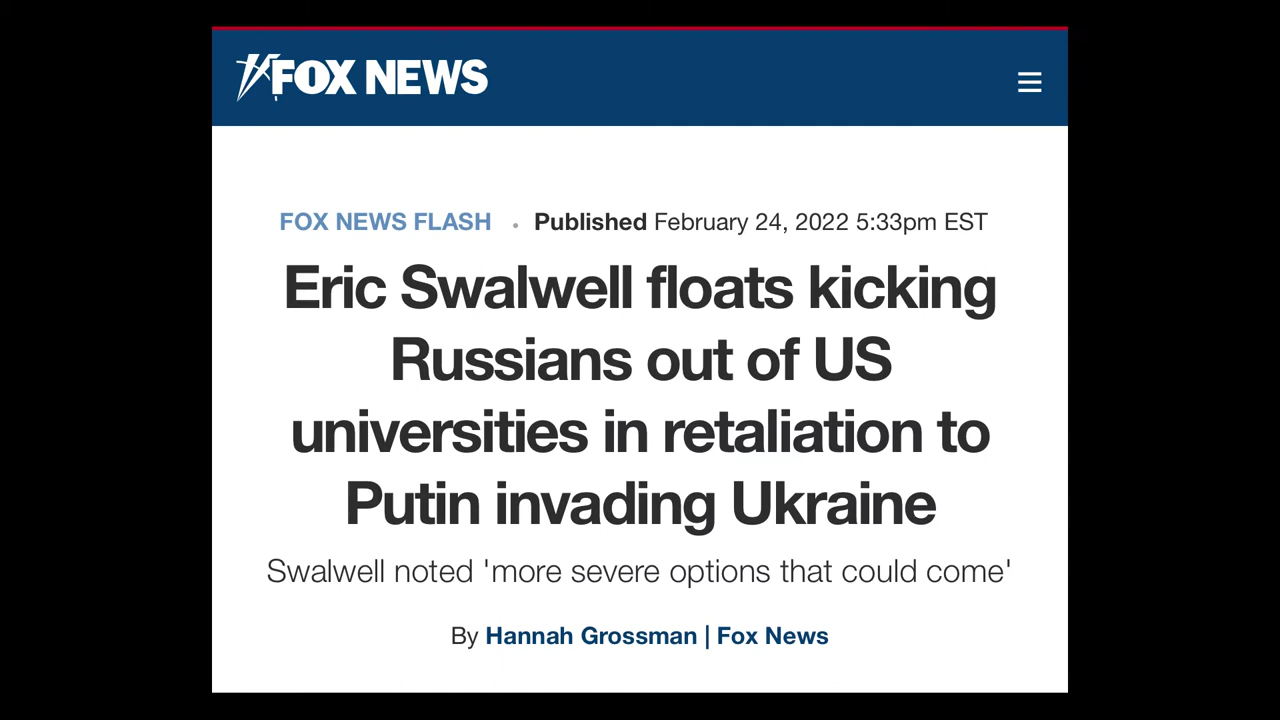 FOX NEWS
FOX NEWS FLASH • Published February 24, 2022 5:33pm EST
Eric Swalwell floats kicking
Russians out of US
universities in retaliation to
Putin invading Ukraine
Swalwell noted 'more severe options that could come'
By Hannah Grossman | Fox News